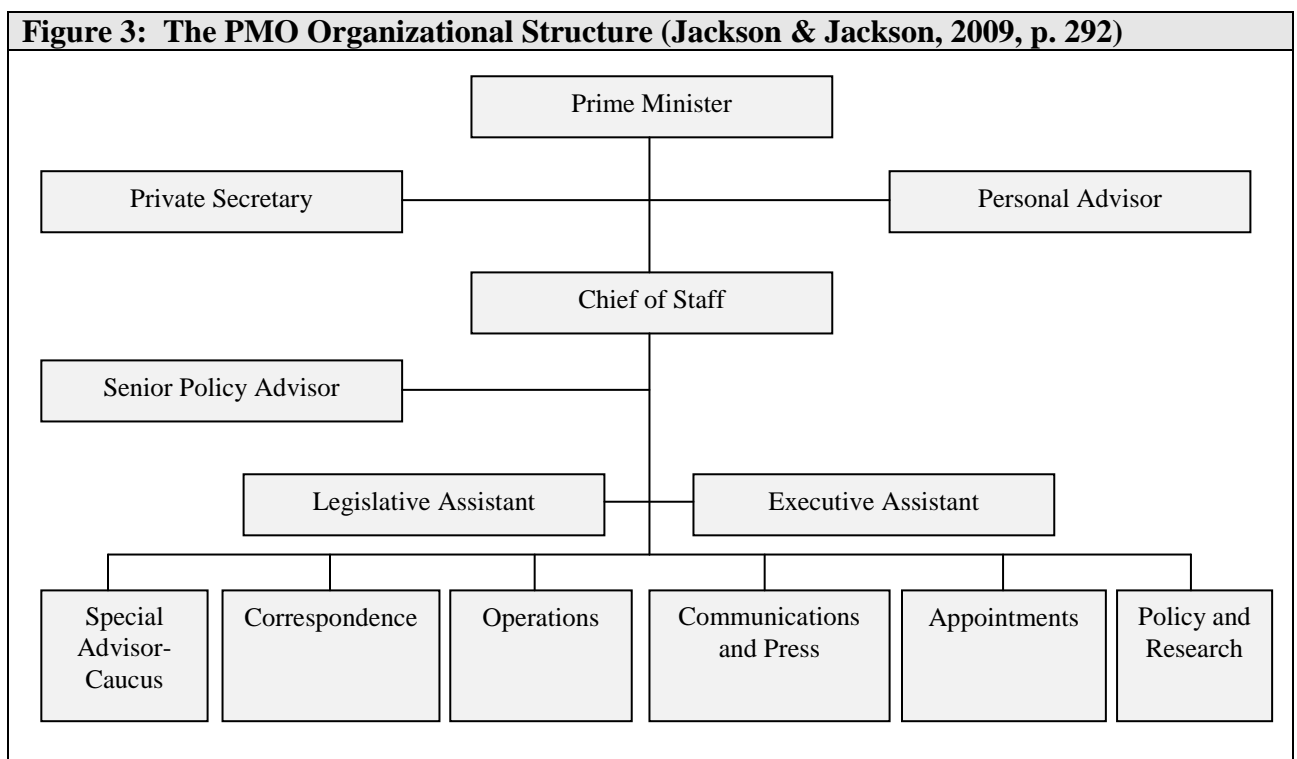 Figure 3:  The PMO Organizational Structure (Jackson & Jackson, 2009, p. 292)
Prime Minister
Private Secretary
Personal Advisor
Chief of Staff
Senior Policy Advisor
Legislative Assistant
Executive Assistant
Special
Advisor-
Caucus
Correspondence
Operations
Communications
and Press
Appointments
Policy and
Research